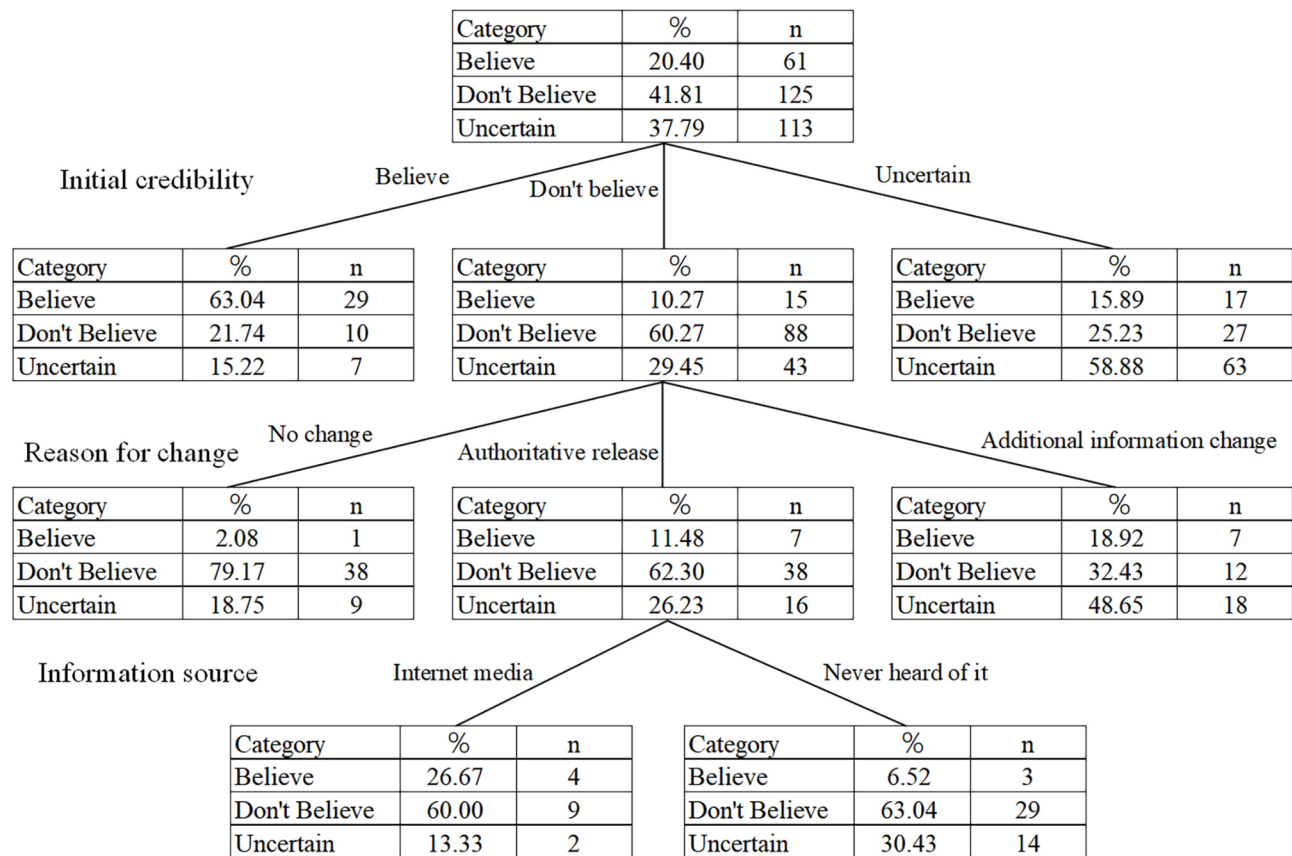 Category % n
Believe 20.40 61
Don't Believe 41.81 125
Uncertain 37.79 113
Initial credibility
Believe
Don't believe
Uncertain
Category % n
Believe 63.04 29
Don't Believe 21.74 10
Uncertain 15.22 7
Category % n
Believe 10.27 15
Don't Believe 60.27 88
Uncertain 29.45 43
Category % n
Believe 15.89 17
Don't Believe 25.23 27
Uncertain 58.88 63
Reason for change
No change
Authoritative release
Additional information change
Category % n
Believe 2.08 1
Don't Believe 79.17 38
Uncertain 18.75 9
Category % n
Believe 11.48 7
Don't Believe 62.30 38
Uncertain 26.23 16
Category % n
Believe 18.92 7
Don't Believe 32.43 12
Uncertain 48.65 18
Information source
Internet media
Never heard of it
Category % n
Believe 26.67 4
Don't Believe 60.00 9
Uncertain 13.33 2
Category % n
Believe 6.52 3
Don't Believe 63.04 29
Uncertain 30.43 14